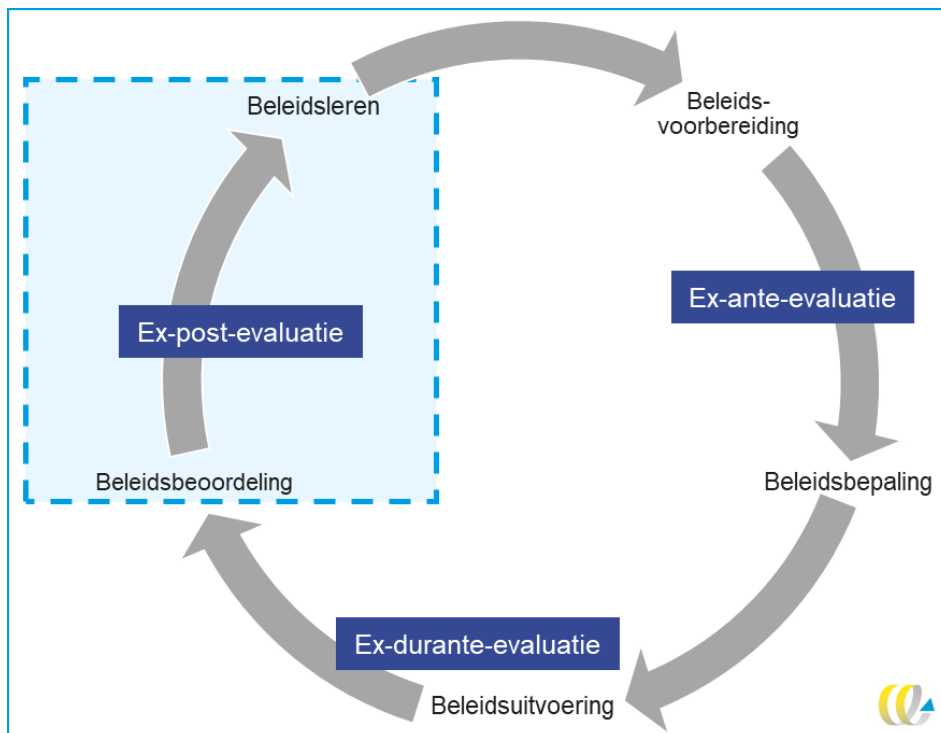 Beleidsleren
Beleids-
voorbereiding
Ex-ante-evaluatie
Ex-post-evaluatie
Beleidsbepaling
Beleidsbeoordeling
Ex-durante-evaluatie
Beleidsuitvoering